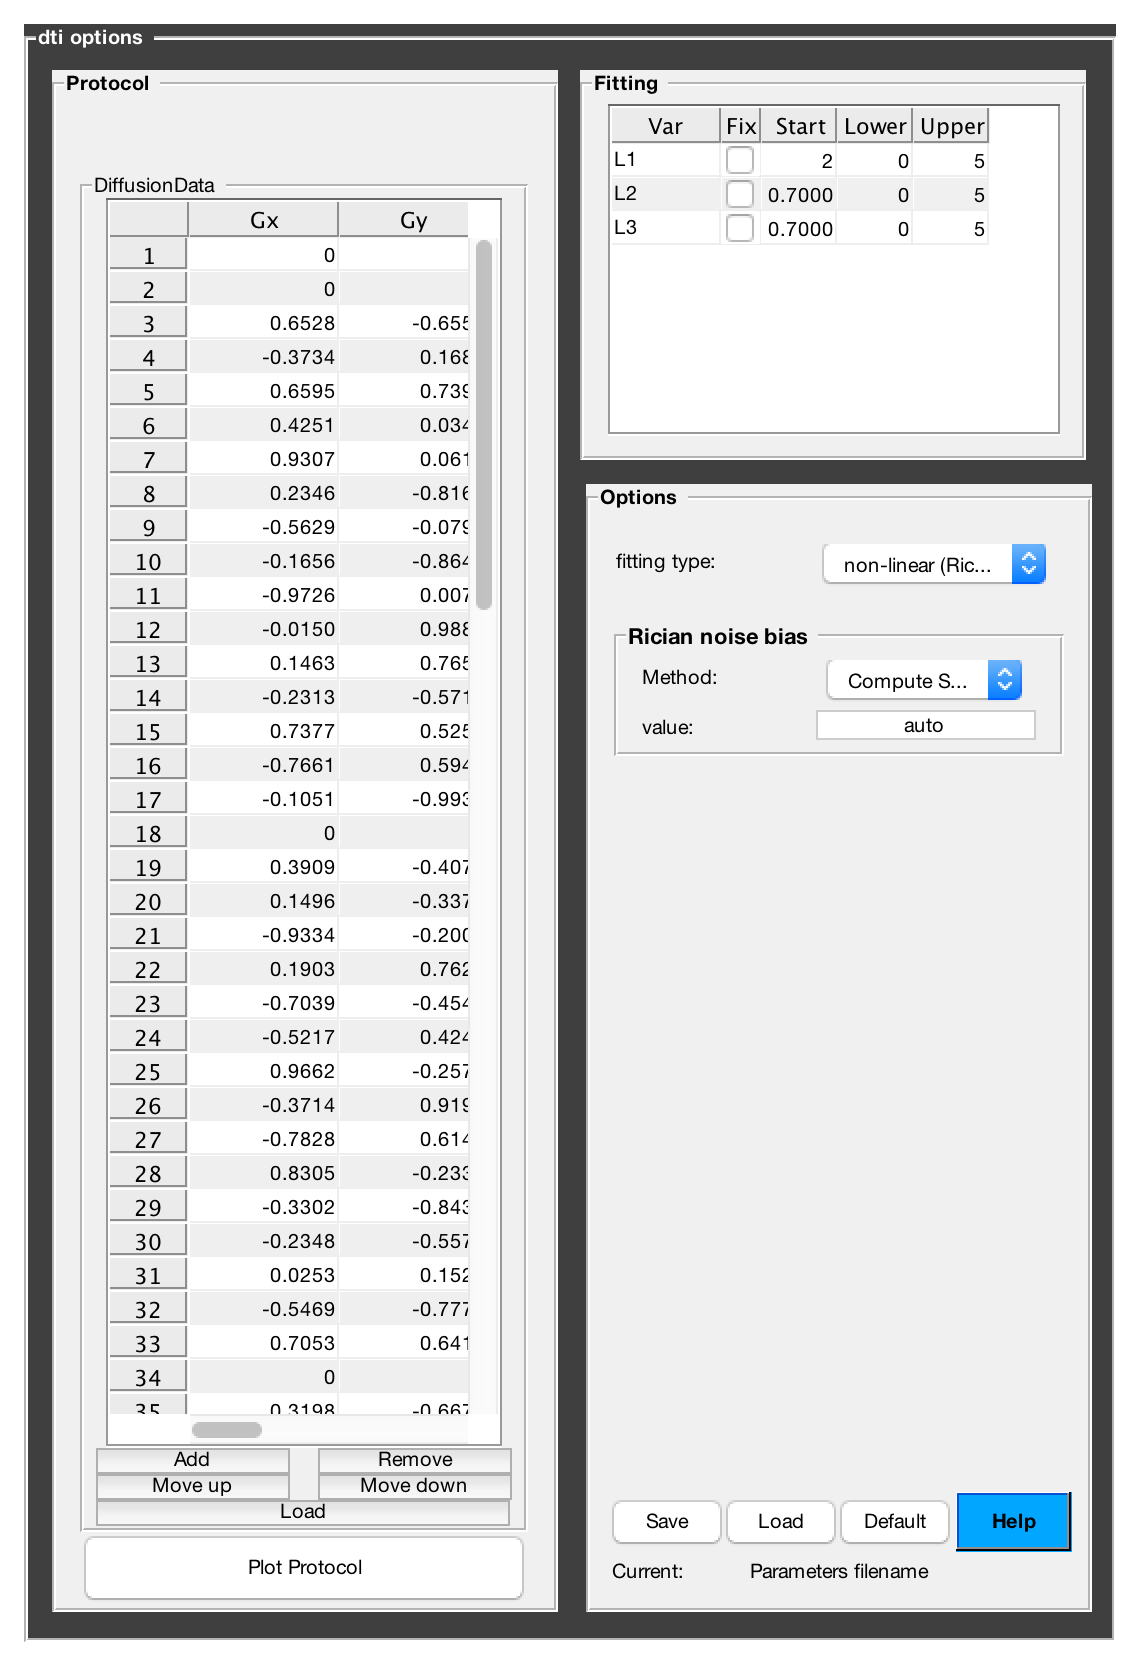 dti options
Protocol
DiffusionData
Gx Gy
1 0
2 0
3 0.6528 -0.655
4 -0.3734 0.168
5 0.6595 0.739
6 0.4251 0.034
7 0.9307 0.061
8 0.2346 -0.816
9 -0.5629 -0.079
10 -0.1656 -0.864
11 -0.9726 0.007
12 -0.0150 0.988
13 0.1463 0.765
14 -0.2313 -0.571
15 0.7377 0.525
16 -0.7661 0.594
17 -0.1051 -0.993
18 0
19 0.3909 -0.407
20 0.1496 -0.337
21 -0.9334 -0.200
22 0.1903 0.762
23 -0.7039 -0.454
24 -0.5217 0.424
25 0.9662 -0.257
26 -0.3714 0.919
27 -0.7828 0.614
28 0.8305 -0.233
29 -0.3302 -0.843
30 -0.2348 -0.557
31 0.0253 0.152
32 -0.5469 -0.777
33 0.7053 0.641
34 0
35 0.3198 -0.667
Add Remove
Move up Move down
Load
Plot Protocol
Fitting
Var Fix Start Lower Upper
L1 2 0 5
L2 0.7000 0 5
L3 0.7000 0 5
Options
fitting type: non-linear (Ric...
Rician noise bias
Method: Compute S...
value: auto
Save Load Default Help
Current: Parameters filename